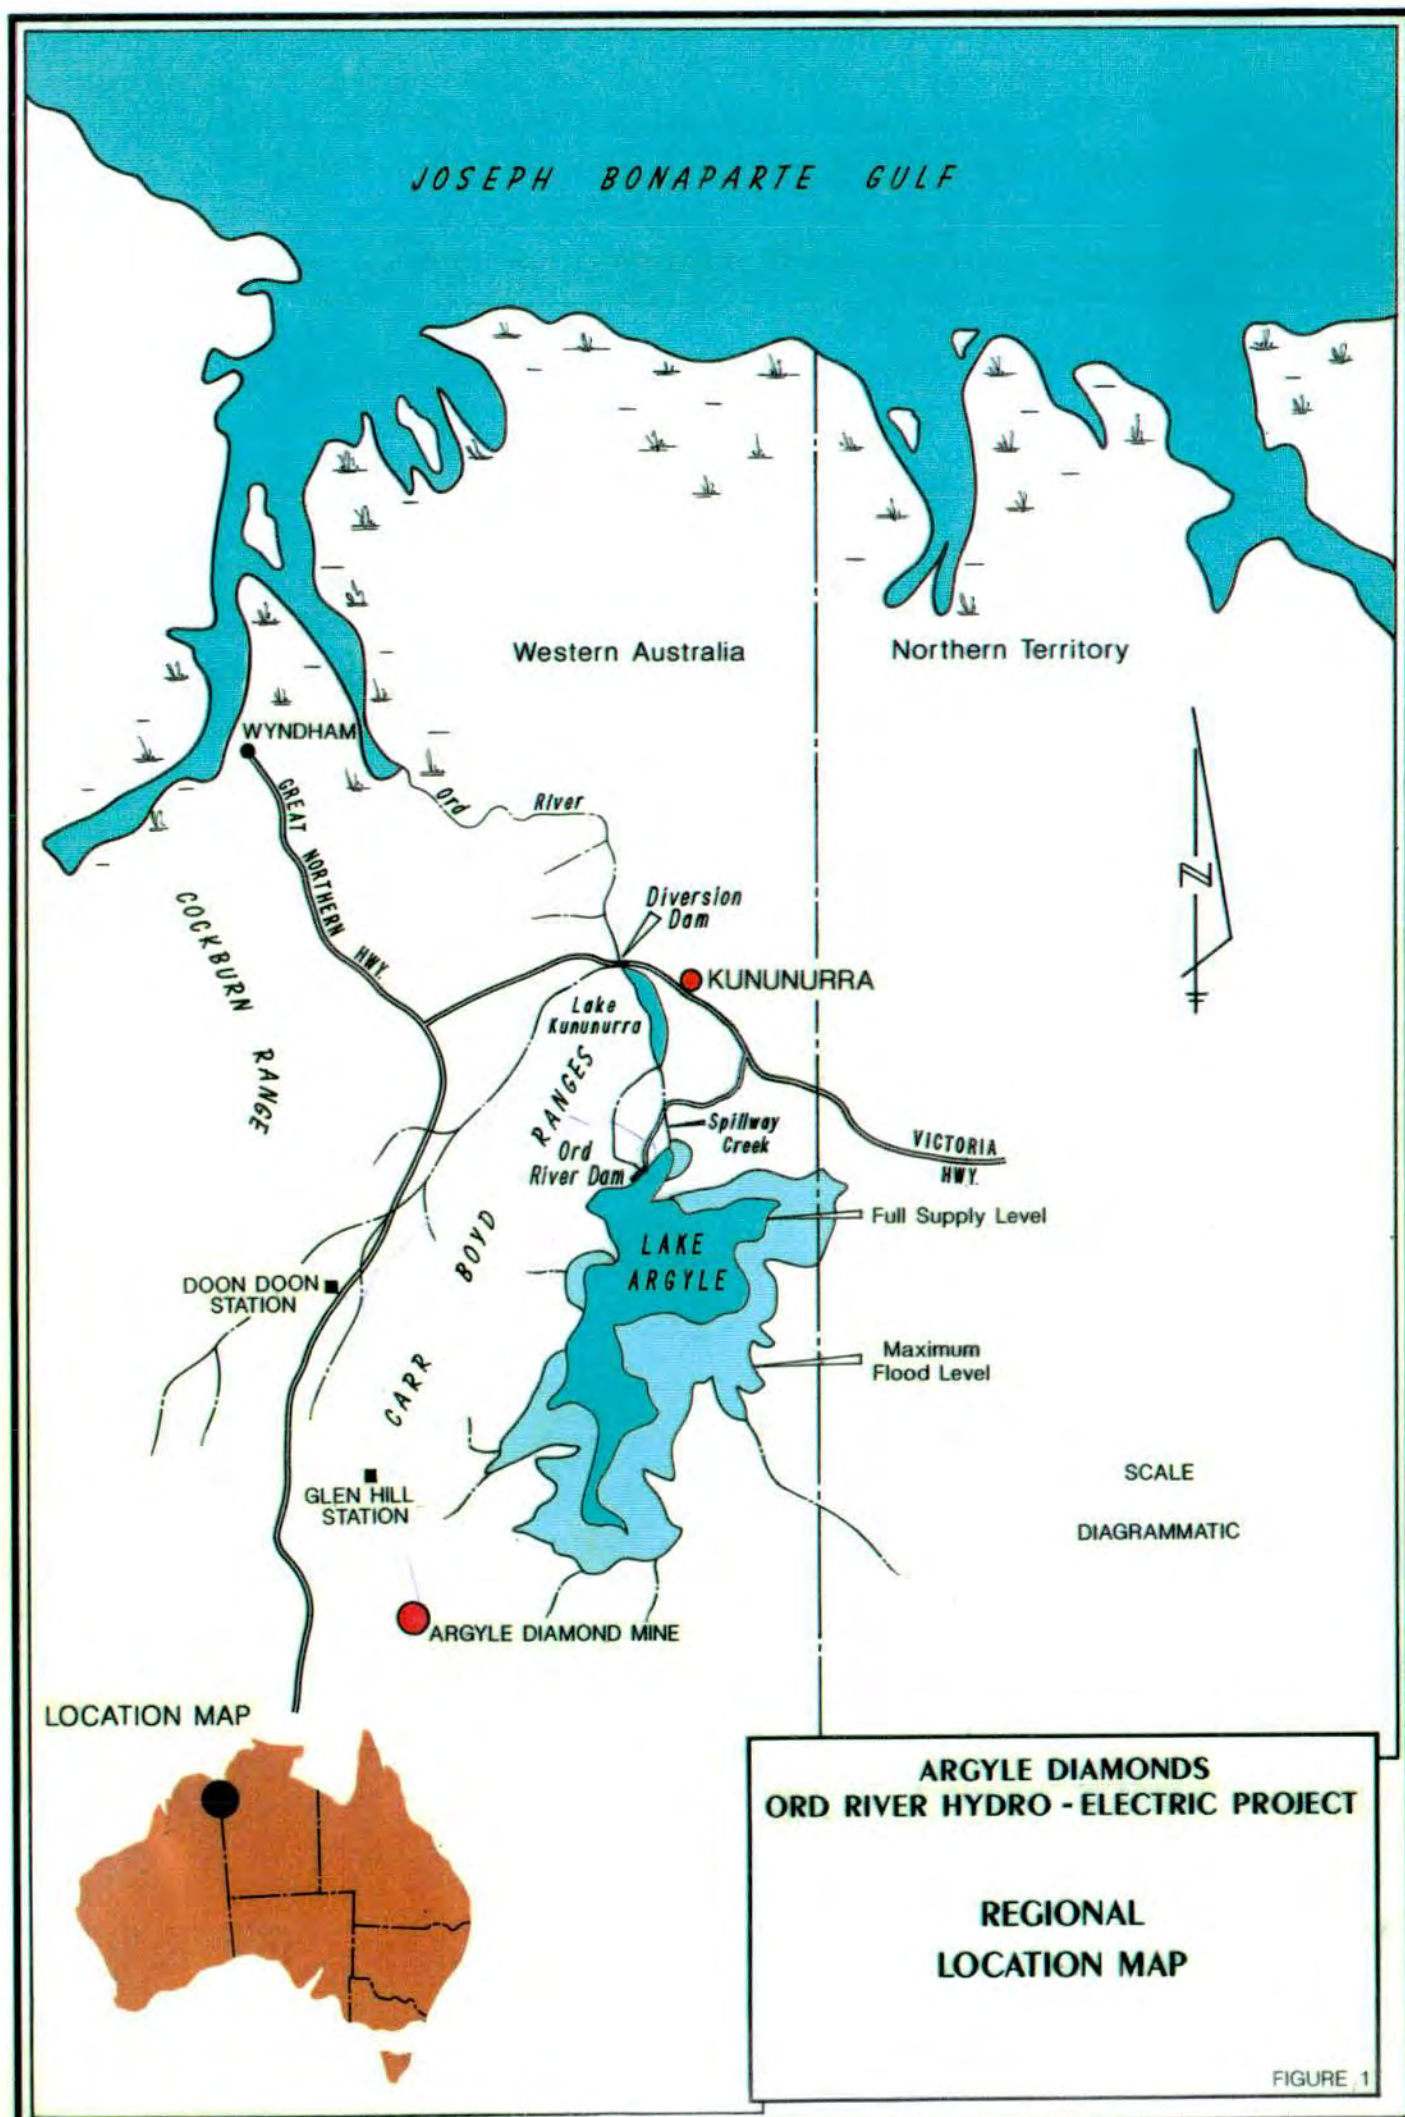 JOSEPH BONAPARTE GULF
Western Australia
Northern Territory
WYNDHAM
GREAT NORTHERN HWY.
Ord River
N
COCKBURN RANGE
Diversion
Dam
KUNUNURRA
Lake
Kununurra
CARR BOYD RANGES
Spillway
Creek
VICTORIA
HWY.
Ord
River Dam
Full Supply Level
LAKE
ARGYLE
DOON DOON
STATION
Maximum
Flood Level
GLEN HILL
STATION
SCALE
DIAGRAMMATIC
ARGYLE DIAMOND MINE
LOCATION MAP
ARGYLE DIAMONDS
ORD RIVER HYDRO - ELECTRIC PROJECT
REGIONAL
LOCATION MAP
FIGURE 1